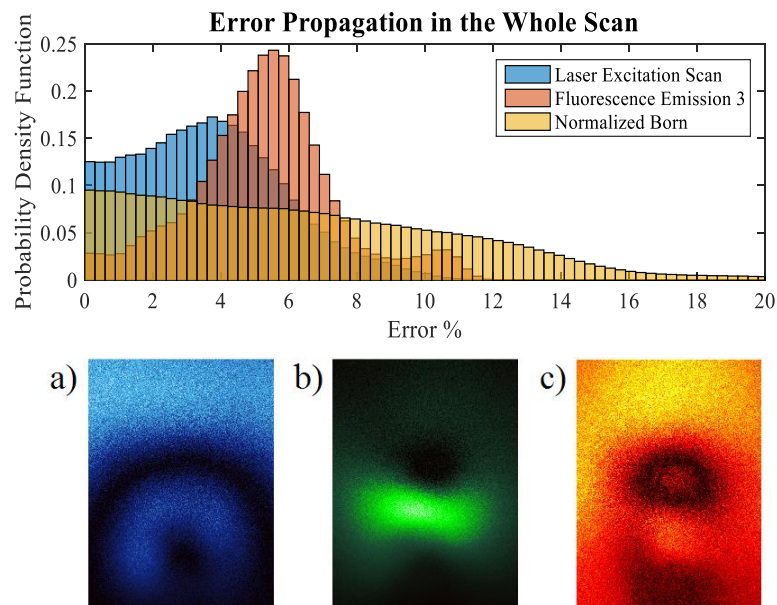 Error Propagation in the Whole Scan
Probability Density Function
0.25
0.2
0.15
0.1
0.05
0
Laser Excitation Scan
Fluorescence Emission 3
Normalized Born
0 2 4 6 8 10 12 14 16 18 20
Error %
a) b) c)